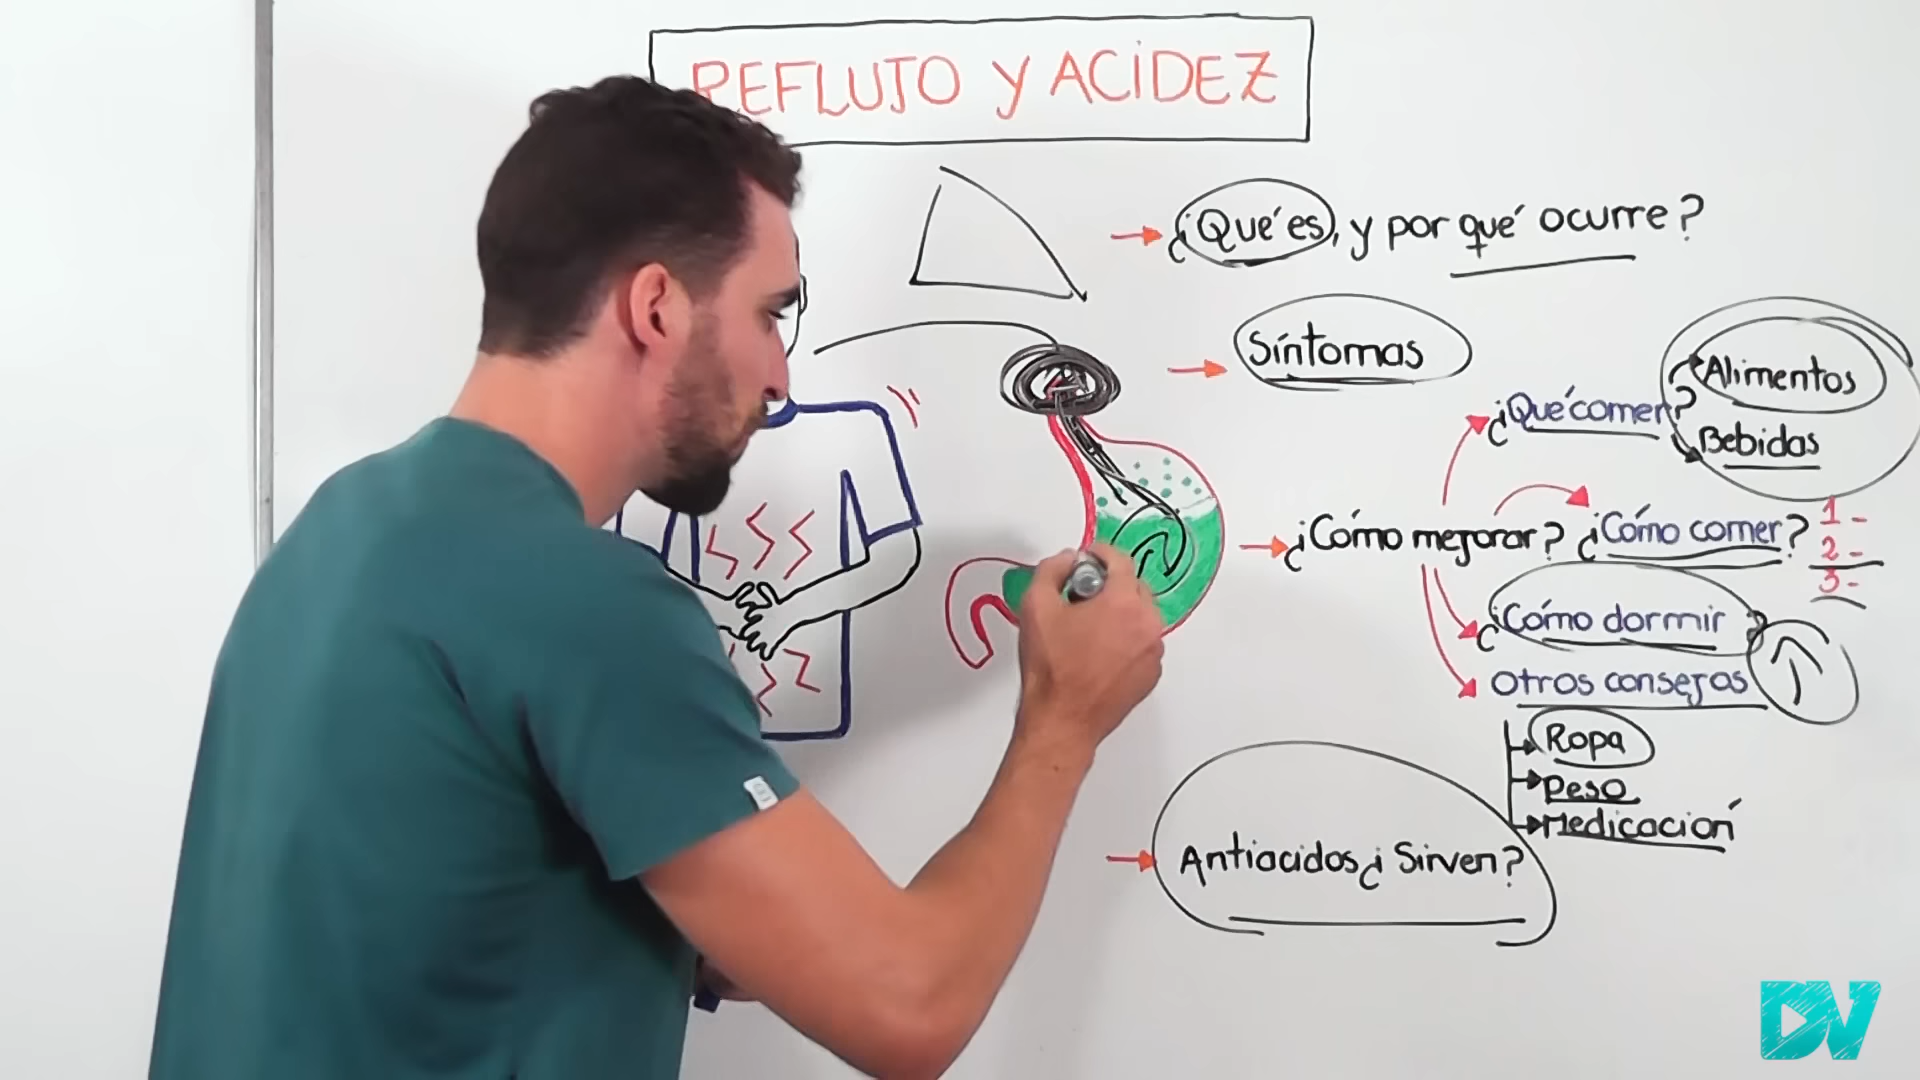 REFLUJO Y ACiDEZ
¿Qué es, y por qué ocurre?
Síntomas
¿Qué comer?
Alimentos
Bebidas
¿Cómo mejorar?
¿Cómo comer?
1-
2-
3-
¿Cómo dormir?
Otros consejos
Ropa
Peso
Medicación
Antiacidos ¿Sirven?
DV